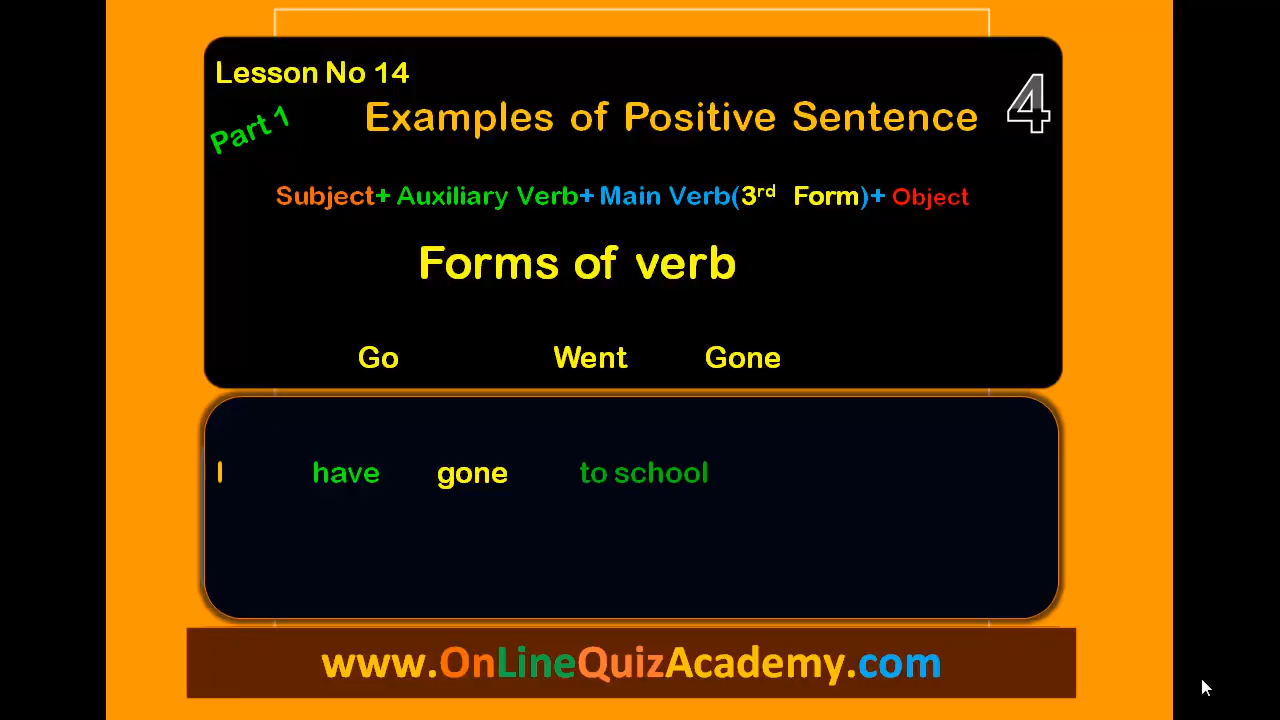 Lesson No 14
Part 1
Examples of Positive Sentence
4
Subject+ Auxiliary Verb+ Main Verb(3rd Form)+ Object
Forms of verb
Go Went Gone
I have gone to school
www.OnLineQuizAcademy.com